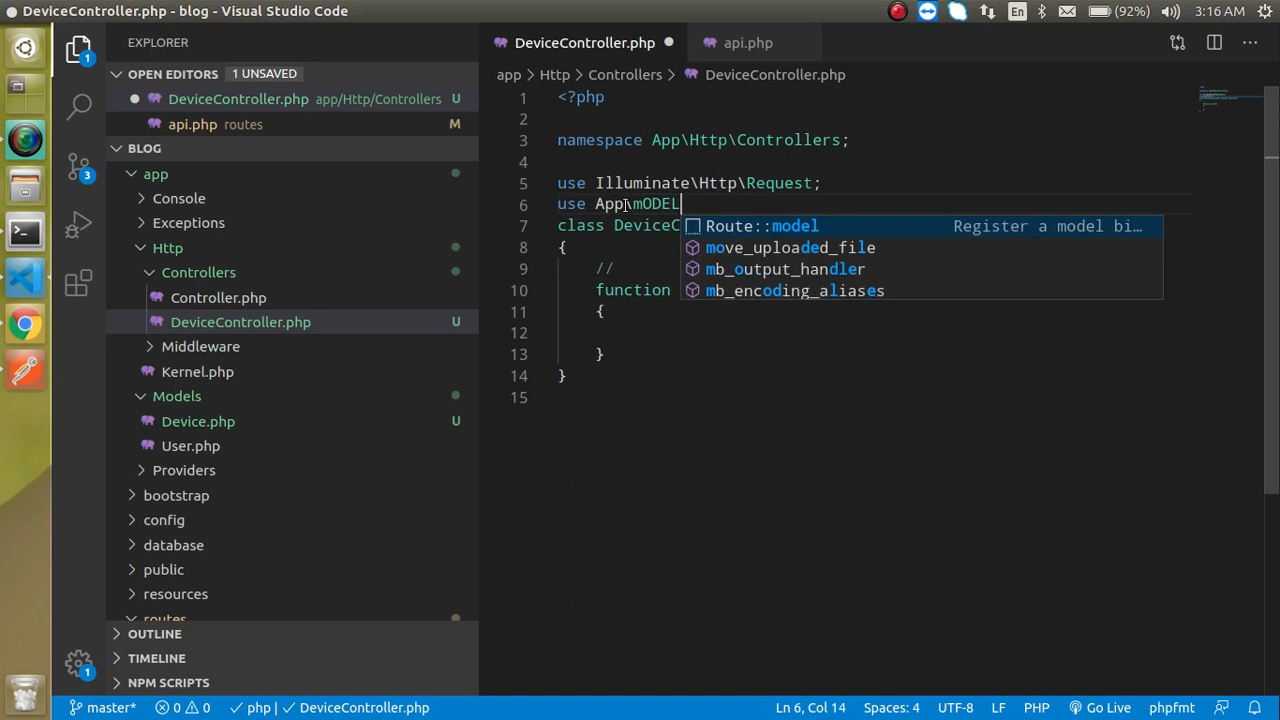 DeviceController.php - blog - Visual Studio Code
En
(92%)
3:16 AM
EXPLORER
DeviceController.php
api.php
OPEN EDITORS
1 UNSAVED
DeviceController.php app/Http/Controllers U
api.php routes M
BLOG
app
Console
Exceptions
Http
Controllers
Controller.php
DeviceController.php U
Middleware
Kernel.php
Models
Device.php U
User.php
Providers
bootstrap
config
database
public
resources
routes
OUTLINE
TIMELINE
NPM SCRIPTS
1
3
1
app > Http > Controllers > DeviceController.php
1 <?php
2
3 namespace App\Http\Controllers;
4
5 use Illuminate\Http\Request;
6 use App\mODEL
7 class DeviceC
8 {
9 //
10 function
11 {
12
13 }
14 }
15
Route::model Register a model bi...
move_uploaded_file
mb_output_handler
mb_encoding_aliases
master*
0 0
php
DeviceController.php
Ln 6, Col 14
Spaces: 4
UTF-8
LF
PHP
Go Live
phpfmt